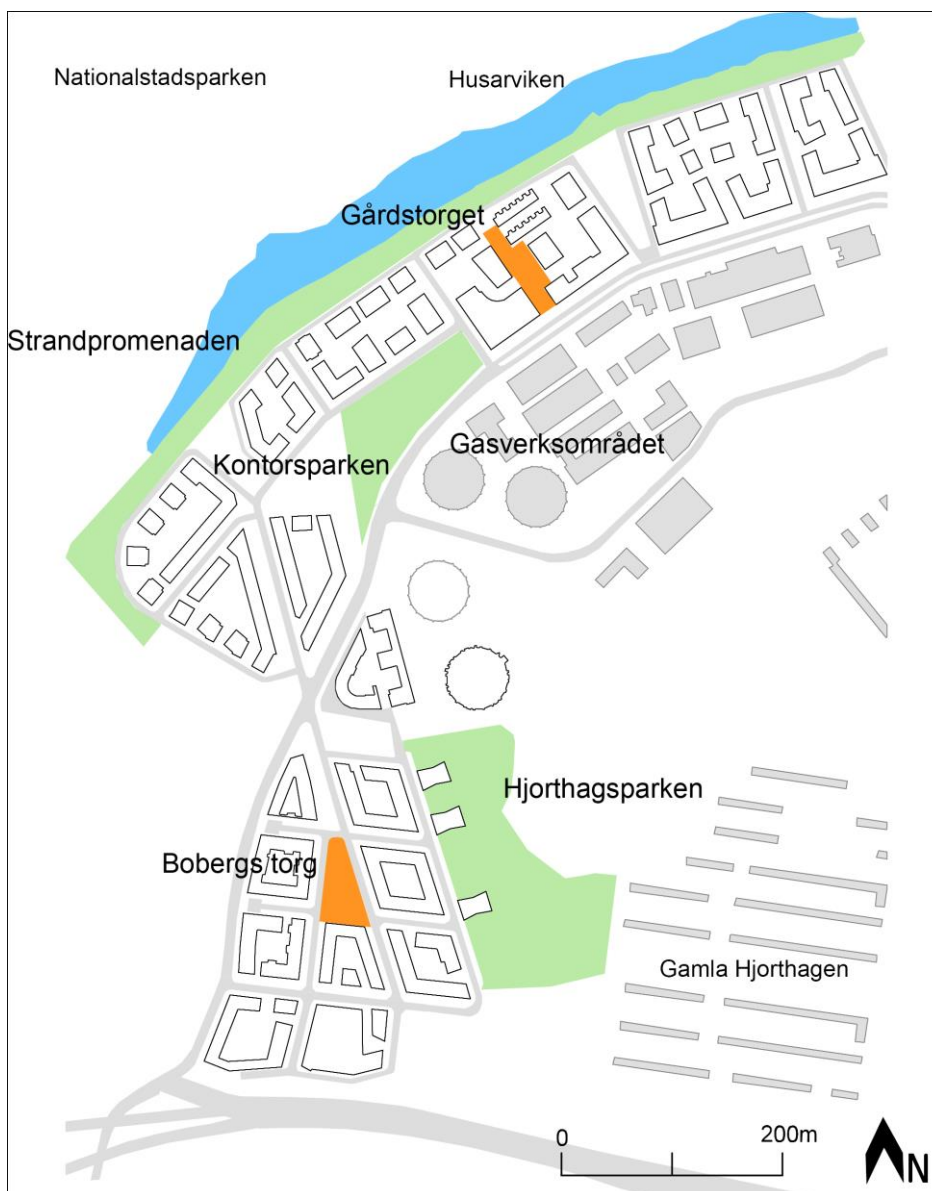 Nationalstadsparken
Husarviken
Gårdstorget
Strandpromenaden
Kontorsparken
Gasverksområdet
Hjorthagsparken
Bobergs torg
Gamla Hjorthagen
0
200m
N